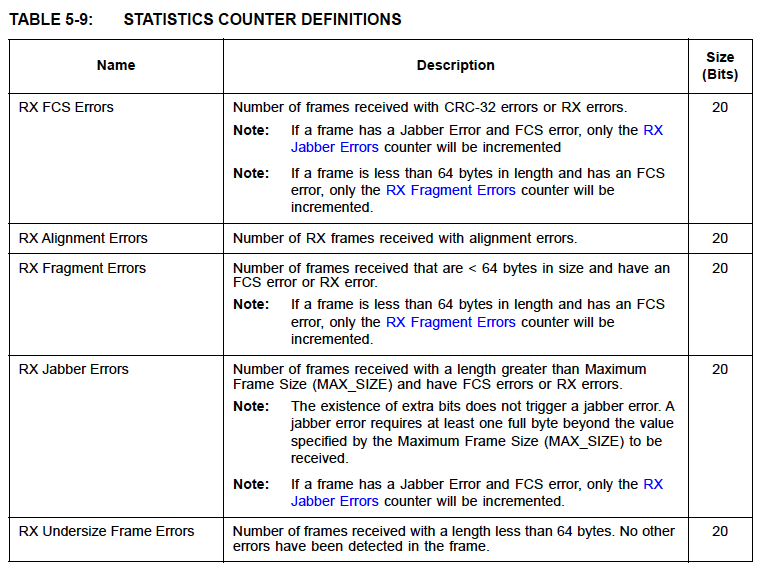 TABLE 5-9: STATISTICS COUNTER DEFINITIONS
Name Description Size
(Bits)
RX FCS Errors Number of frames received with CRC-32 errors or RX errors. 20
Note: If a frame has a Jabber Error and FCS error, only the RX
Jabber Errors counter will be incremented
Note: If a frame is less than 64 bytes in length and has an FCS
error, only the RX Fragment Errors counter will be
incremented.
RX Alignment Errors Number of RX frames received with alignment errors. 20
RX Fragment Errors Number of frames received that are < 64 bytes in size and have an 20
FCS error or RX error.
Note: If a frame is less than 64 bytes in length and has an FCS
error, only the RX Fragment Errors counter will be
incremented.
RX Jabber Errors Number of frames received with a length greater than Maximum 20
Frame Size (MAX_SIZE) and have FCS errors or RX errors.
Note: The existence of extra bits does not trigger a jabber error. A
jabber error requires at least one full byte beyond the value
specified by the Maximum Frame Size (MAX_SIZE) to be
received.
Note: If a frame has a Jabber Error and FCS error, only the RX
Jabber Errors counter will be incremented.
RX Undersize Frame Errors Number of frames received with a length less than 64 bytes. No other 20
errors have been detected in the frame.